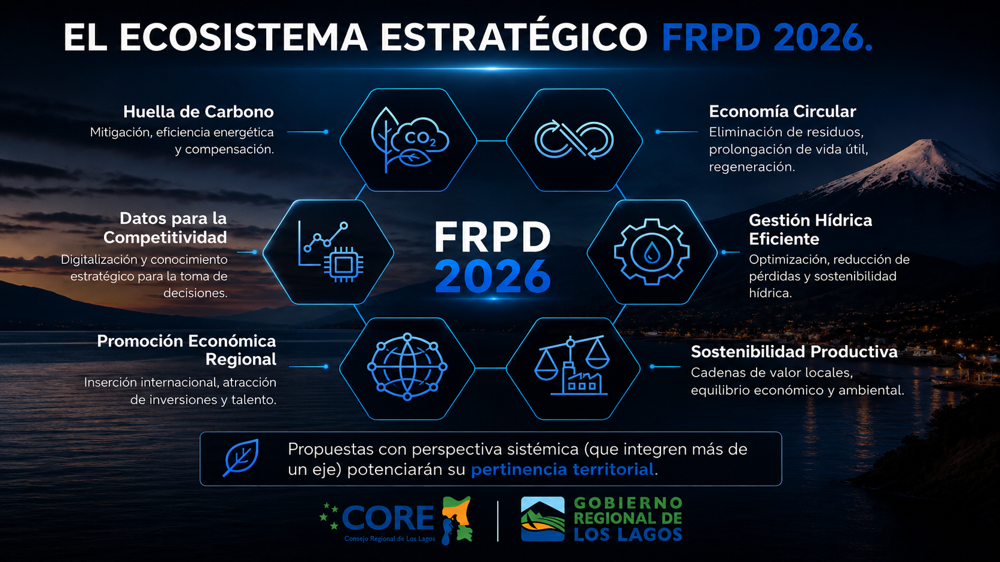 EL ECOSISTEMA ESTRATÉGICO FRPD 2026.
Huella de Carbono
Mitigación, eficiencia energética
y compensación.
CO₂
Economía Circular
Eliminación de residuos,
prolongación de vida útil,
regeneración.
Datos para la
Competitividad
Digitalización y conocimiento
estratégico para la toma de
decisiones.
FRPD
2026
Gestión Hídrica
Eficiente
Optimización, reducción de
pérdidas y sostenibilidad
hídrica.
Promoción Económica
Regional
Inserción internacional, atracción
de inversiones y talento.
Sostenibilidad Productiva
Cadenas de valor locales,
equilibrio económico y ambiental.
Propuestas con perspectiva sistémica (que integren más de
un eje) potenciarán su pertinencia territorial.
CORE
Consejo Regional de Los Lagos
GOBIERNO
REGIONAL DE
LOS LAGOS